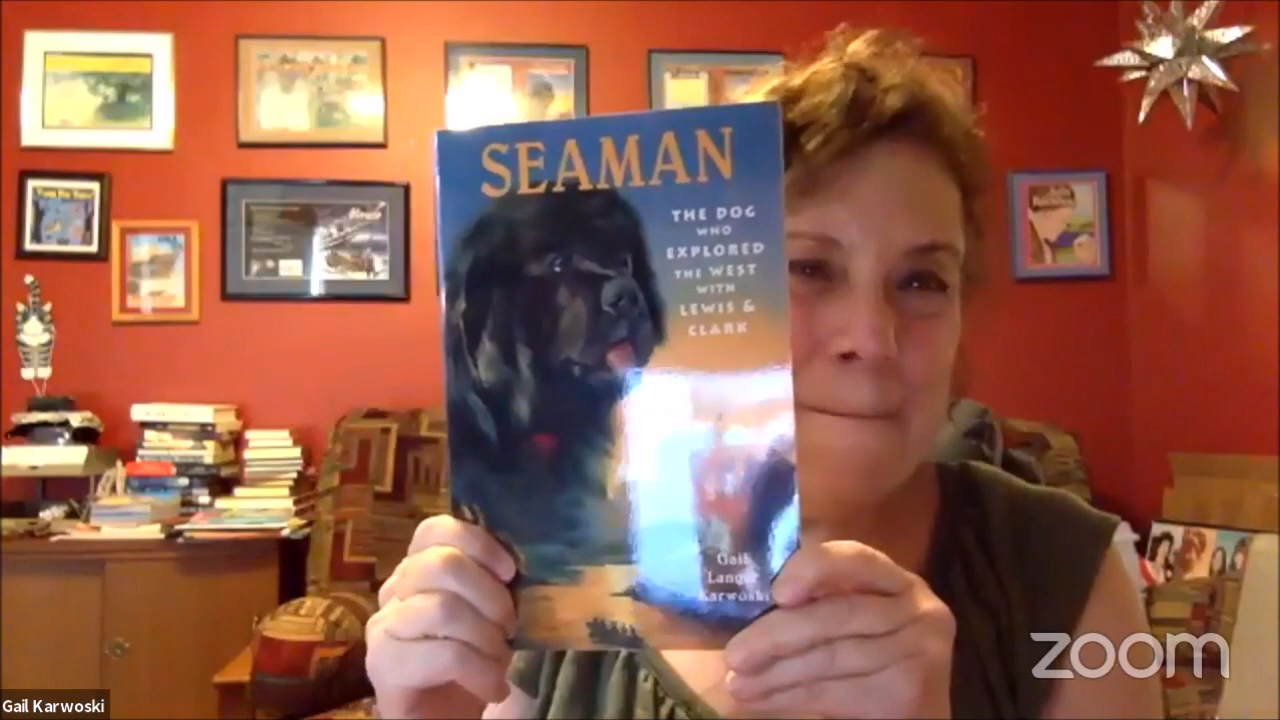 SEAMAN
THE DOG
WHO
EXPLORED
THE WEST
WITH
LEWIS &
CLARK
Gail
Langer
Karwoski
zoom
Gail Karwoski